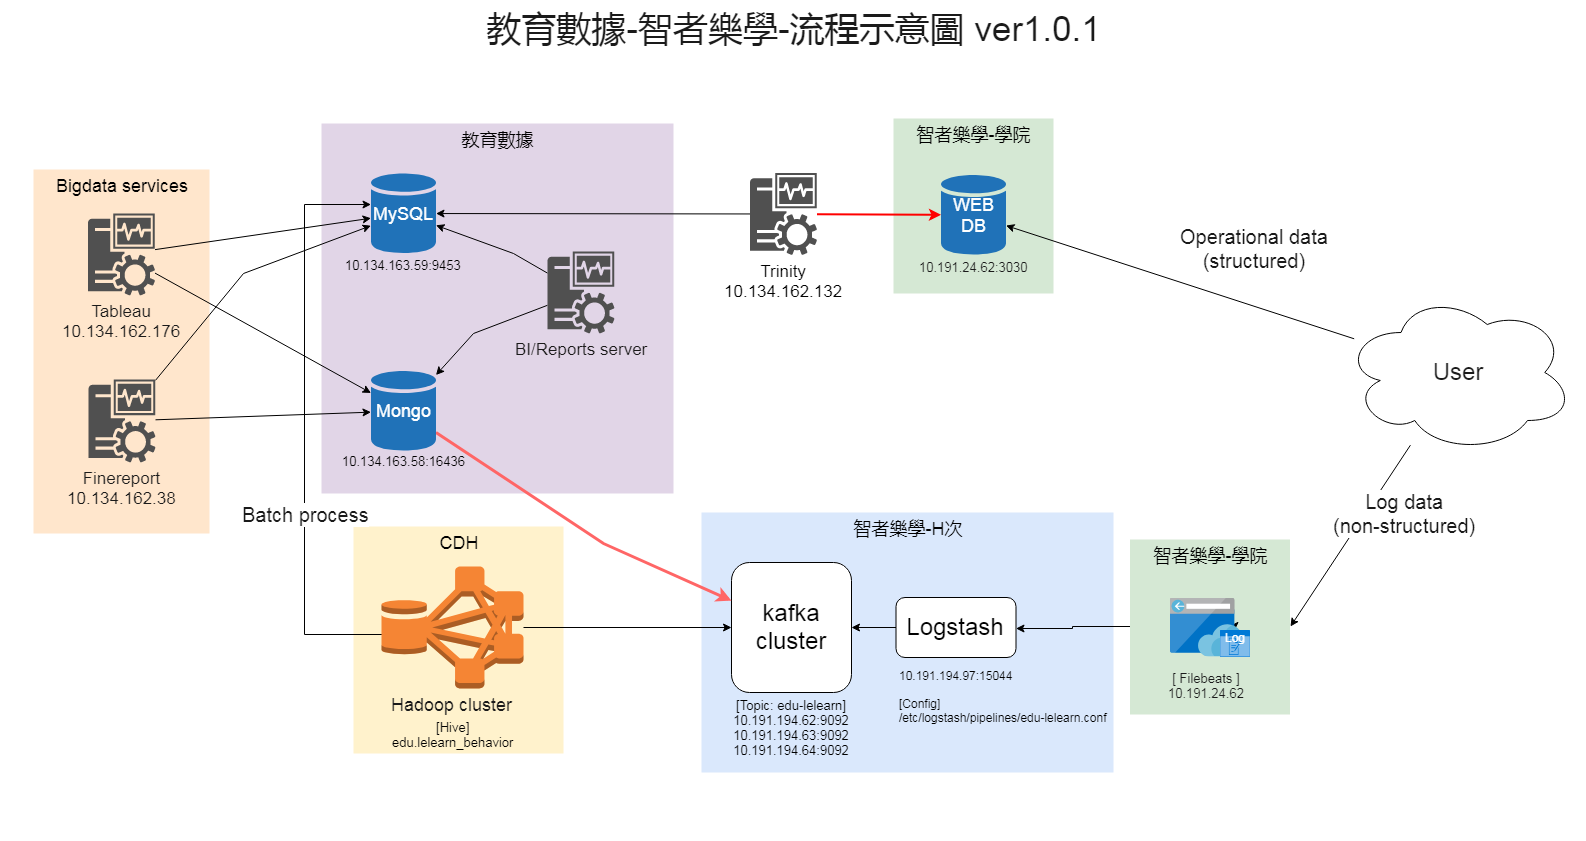 教育數據-智者樂學-流程示意圖 ver1.0.1
Bigdata services
Tableau
10.134.162.176
Finereport
10.134.162.38
教育數據
MySQL
10.134.163.59:9453
BI/Reports server
Mongo
10.134.163.58:16436
Trinity
10.134.162.132
智者樂學-學院
WEB
DB
10.191.24.62:3030
Operational data
(structured)
User
Log data
(non-structured)
Batch process
CDH
Hadoop cluster
[Hive]
edu.lelearn_behavior
智者樂學-H次
kafka
cluster
[Topic: edu-lelearn]
10.191.194.62:9092
10.191.194.63:9092
10.191.194.64:9092
Logstash
10.191.194.97:15044
[Config]
/etc/logstash/pipelines/edu-lelearn.conf
智者樂學-學院
Log
[ Filebeats ]
10.191.24.62